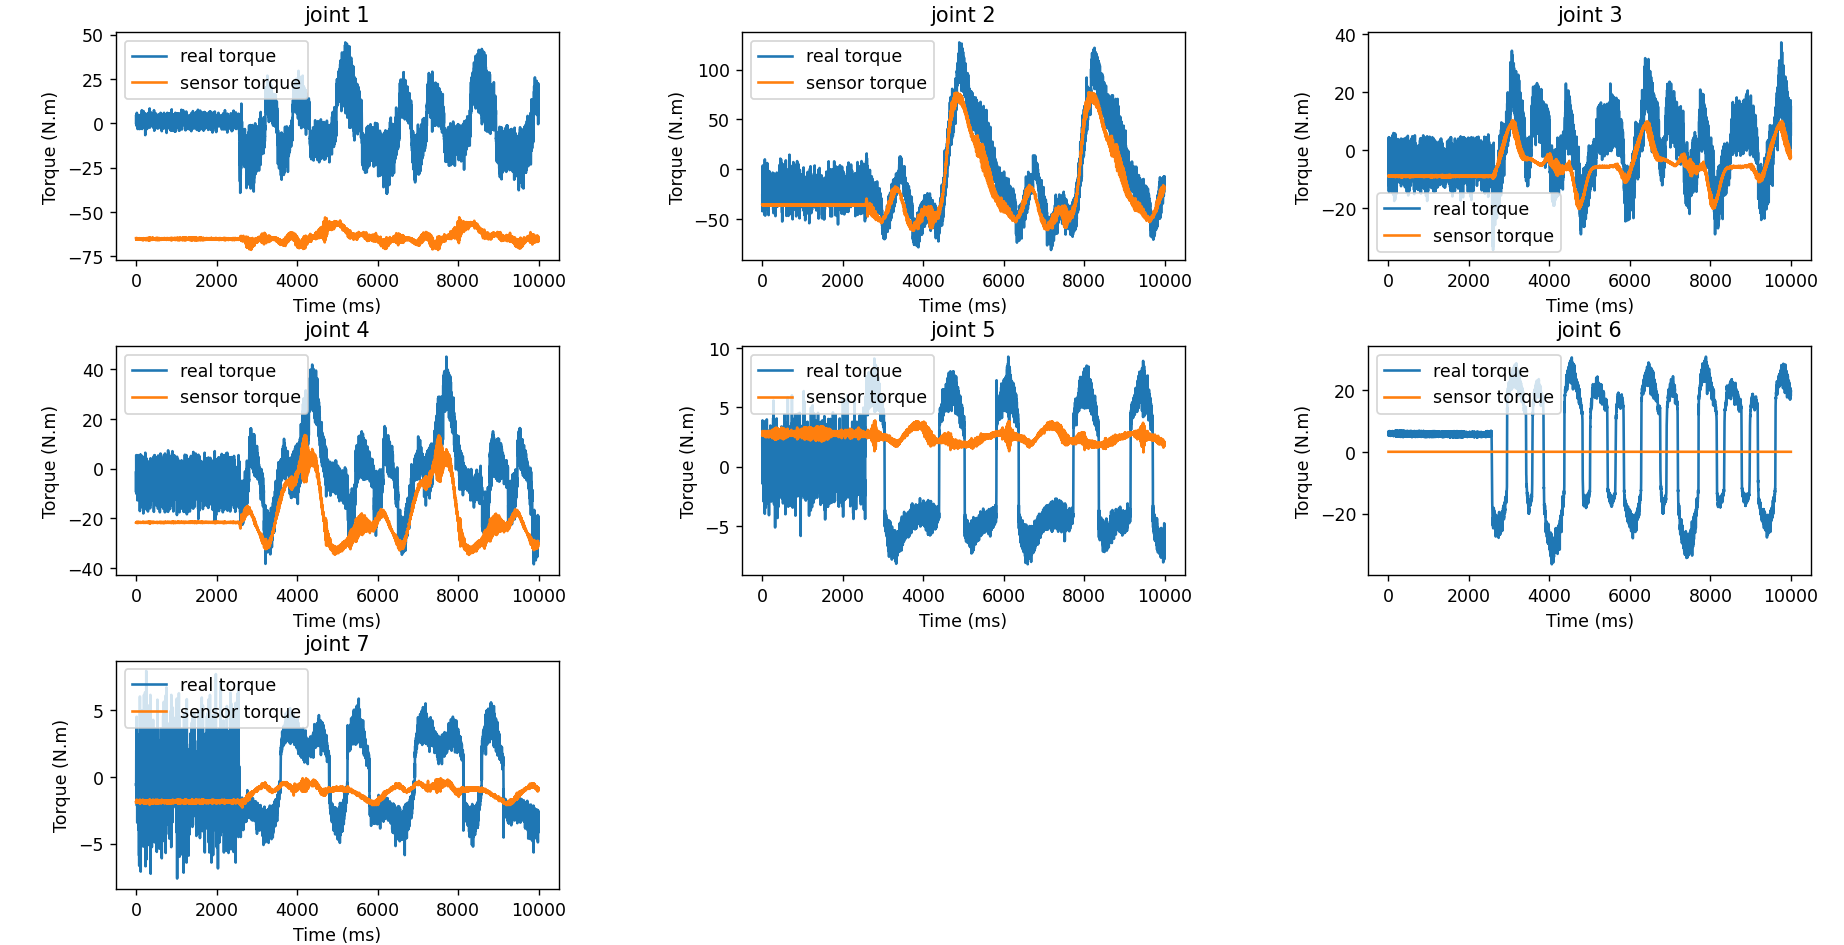 joint 1
50
25
0
−25
−50
−75
Torque (N.m)
real torque
sensor torque
0 2000 4000 6000 8000 10000
Time (ms)
joint 2
100
50
0
−50
Torque (N.m)
real torque
sensor torque
0 2000 4000 6000 8000 10000
Time (ms)
joint 3
40
20
0
−20
Torque (N.m)
real torque
sensor torque
0 2000 4000 6000 8000 10000
Time (ms)
joint 4
40
20
0
−20
−40
Torque (N.m)
real torque
sensor torque
0 2000 4000 6000 8000 10000
Time (ms)
joint 5
10
5
0
−5
Torque (N.m)
real torque
sensor torque
0 2000 4000 6000 8000 10000
Time (ms)
joint 6
20
0
−20
Torque (N.m)
real torque
sensor torque
0 2000 4000 6000 8000 10000
Time (ms)
joint 7
5
0
−5
Torque (N.m)
real torque
sensor torque
0 2000 4000 6000 8000 10000
Time (ms)